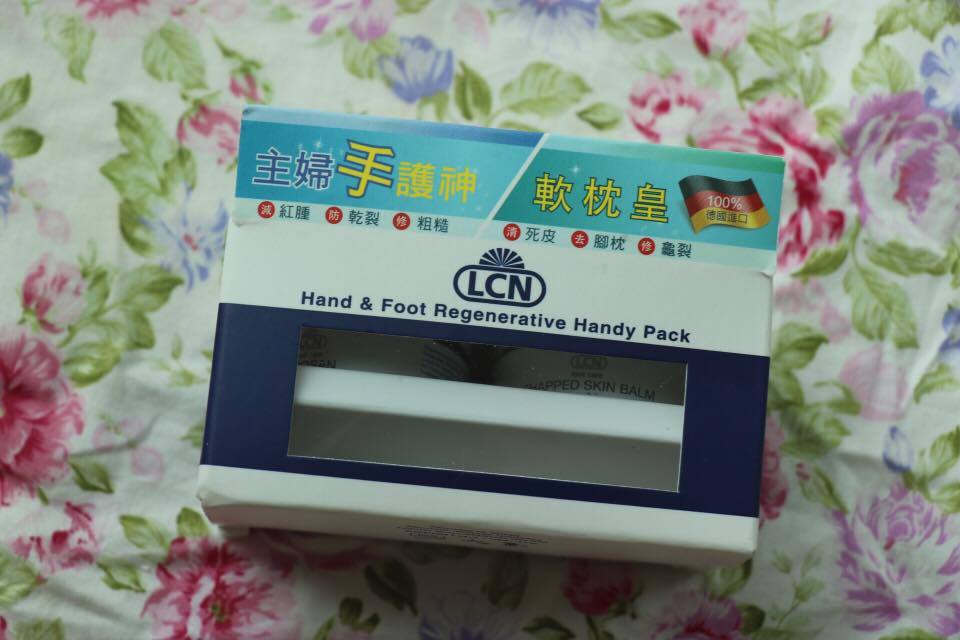 主婦手護神
減 紅腫 防 乾裂 修 粗糙
軟枕皇
100%
德國進口
清 死皮 去 腳枕 修 龜裂
LCN
Hand & Foot Regenerative Handy Pack
LCN
CHAPPED SKIN BALM